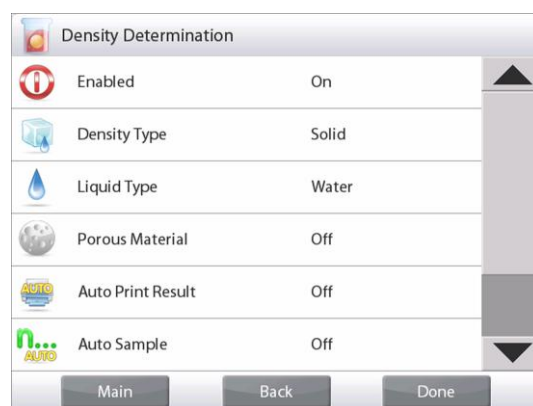 Density Determination
Enabled On
Density Type Solid
Liquid Type Water
Porous Material Off
AUTO
Auto Print Result Off
n...
AUTO
Auto Sample Off
Main Back Done